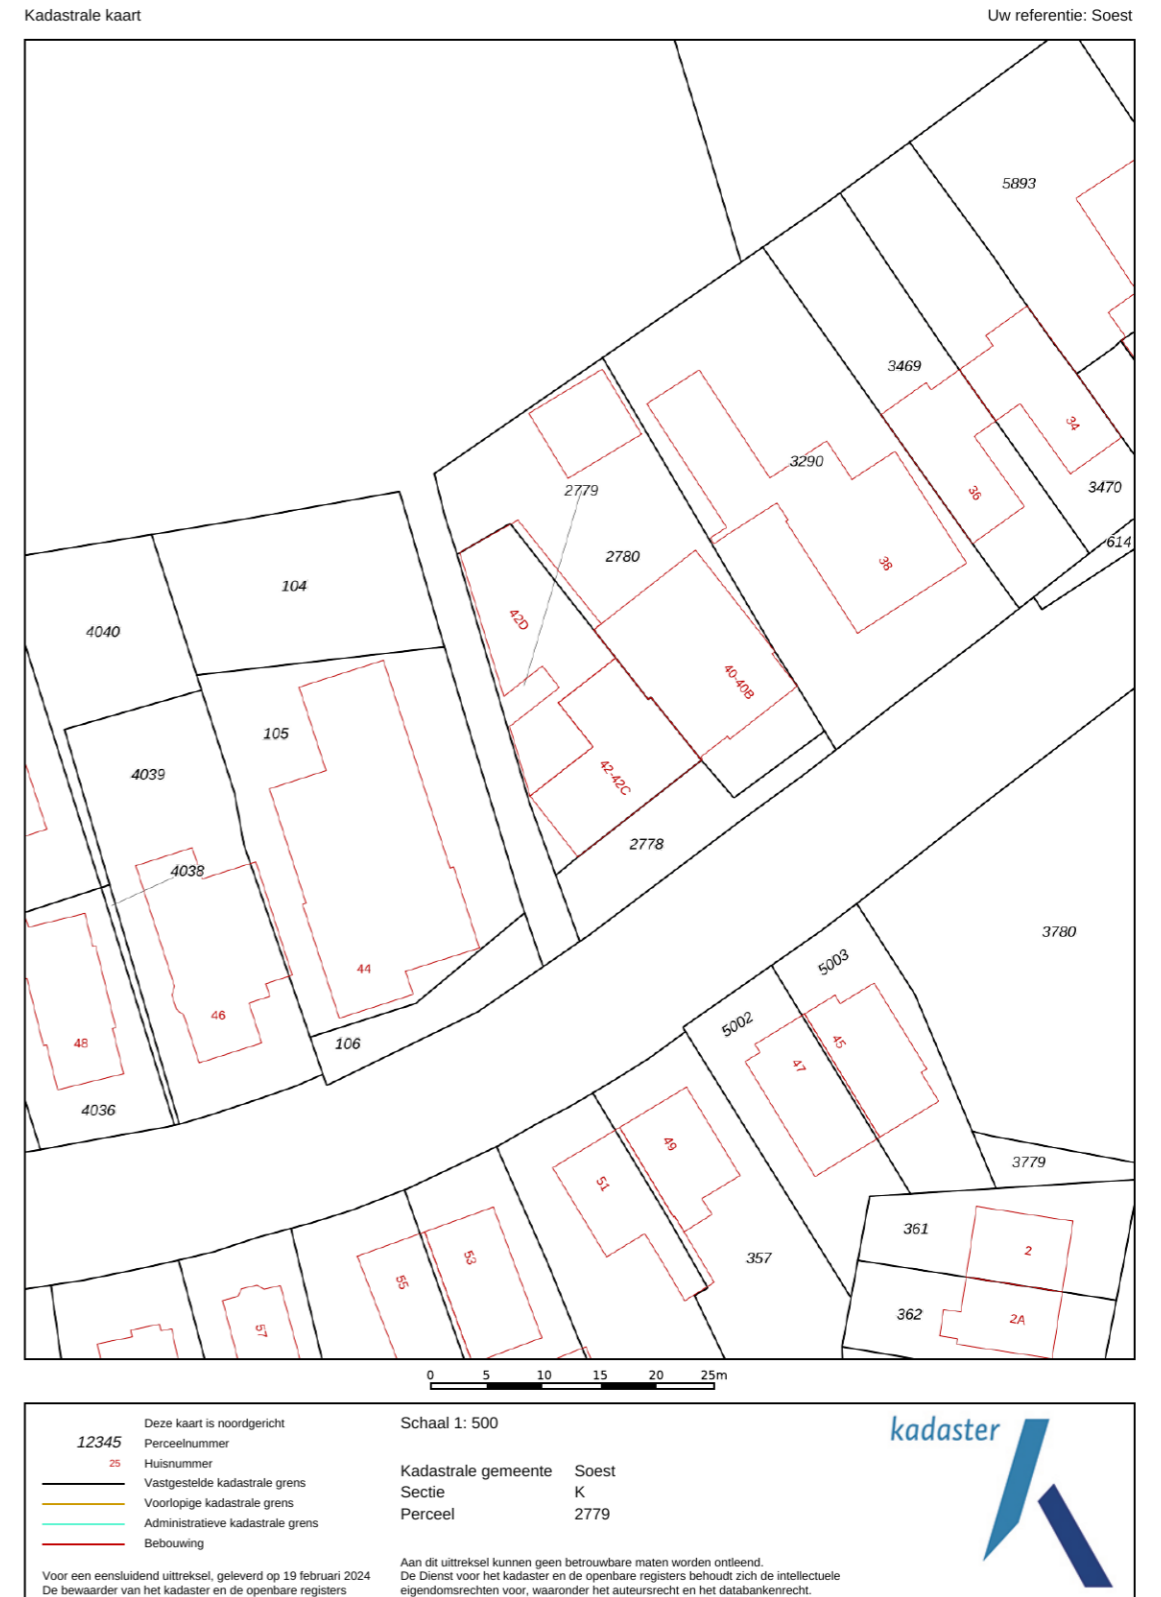 Kadastrale kaart
Uw referentie: Soest
5893
3469
34
3290
3470
36
2779
614
2780
38
104
42D
4040
40-40B
105
4039
42-42C
2778
4038
3780
5003
44
46
5002
45
48
106
47
4036
49
3779
51
361
2
357
53
55
362
2A
57
0 5 10 15 20 25m
Deze kaart is noordgericht
12345 Perceelnummer
25 Huisnummer
Vastgestelde kadastrale grens
Voorlopige kadastrale grens
Administratieve kadastrale grens
Bebouwing
Voor een eensluidend uittreksel, geleverd op 19 februari 2024
De bewaarder van het kadaster en de openbare registers
Schaal 1: 500
Kadastrale gemeente Soest
Sectie K
Perceel 2779
Aan dit uittreksel kunnen geen betrouwbare maten worden ontleend.
De Dienst voor het kadaster en de openbare registers behoudt zich de intellectuele
eigendomsrechten voor, waaronder het auteursrecht en het databankenrecht.
kadaster